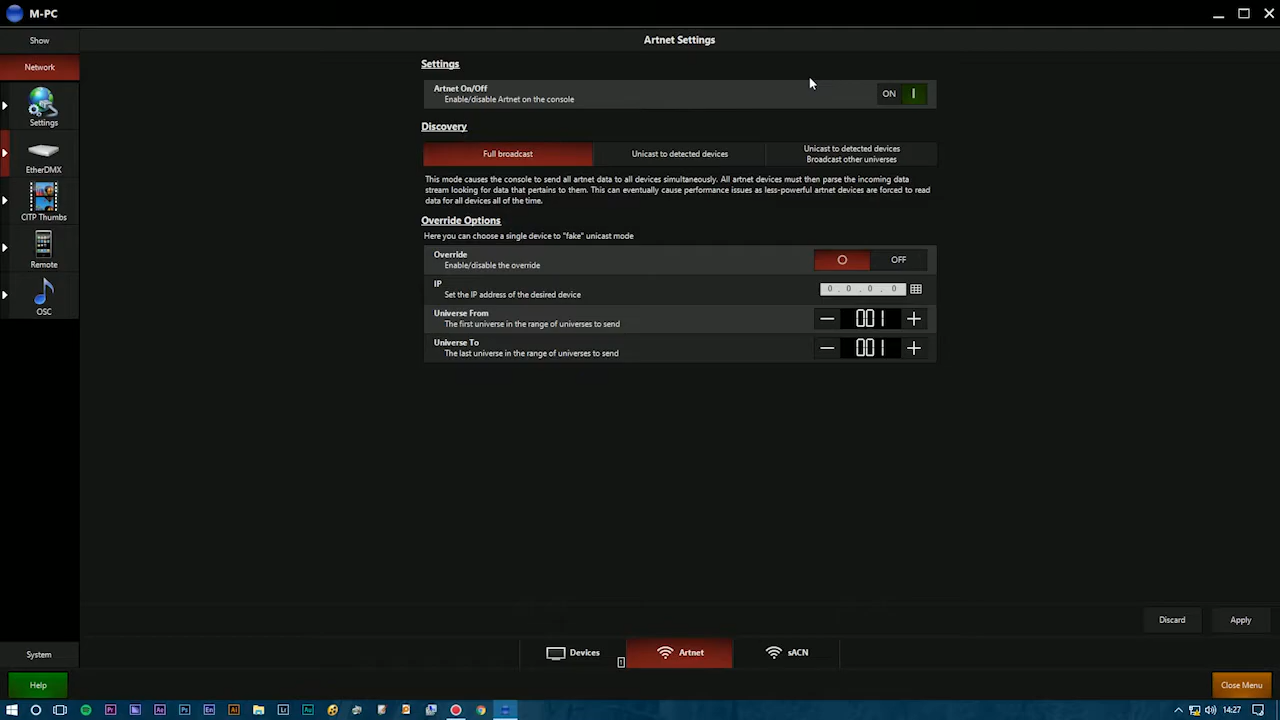 M-PC
Show
Artnet Settings
Network
Settings
EtherDMX
CITP Thumbs
Remote
OSC
Settings
Artnet On/Off
Enable/disable Artnet on the console
ON
Discovery
Full broadcast
Unicast to detected devices
Unicast to detected devices
Broadcast other universes
This mode causes the console to send all artnet data to all devices simultaneously. All artnet devices must then parse the incoming data
stream looking for data that pertains to them. This can eventually cause performance issues as less-powerful artnet devices are forced to read
data for all devices all of the time.
Override Options
Here you can choose a single device to "fake" unicast mode
Override
Enable/disable the override
OFF
IP
Set the IP address of the desired device
0 . 0 . 0 . 0
Universe From
The first universe in the range of universes to send
001
Universe To
The last universe in the range of universes to send
001
Discard
Apply
Devices
Artnet
sACN
System
Help
Close Menu
Pr
Ae
Ps
En
Ai
Lt
Au
14:27